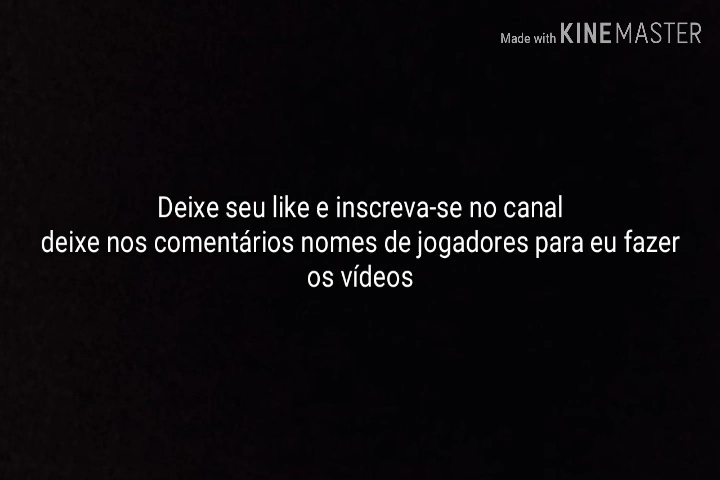 Made with KINEMASTER
Deixe seu like e inscreva-se no canal
deixe nos comentários nomes de jogadores para eu fazer
os vídeos